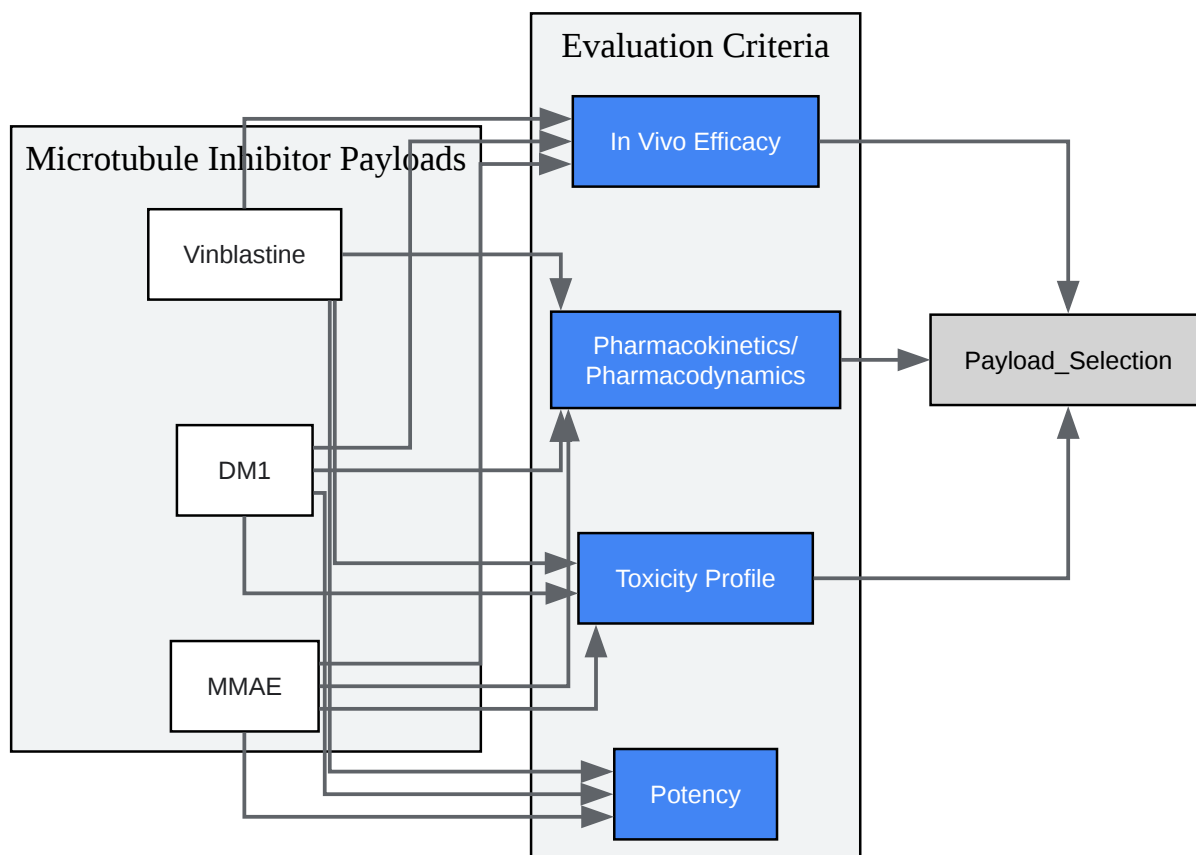 Evaluation Criteria
In Vivo Efficacy
Microtubule Inhibitor Payloads
Vinblastine
Pharmacokinetics/
Pharmacodynamics
Payload_Selection
DM1
Toxicity Profile
MMAE
Potency